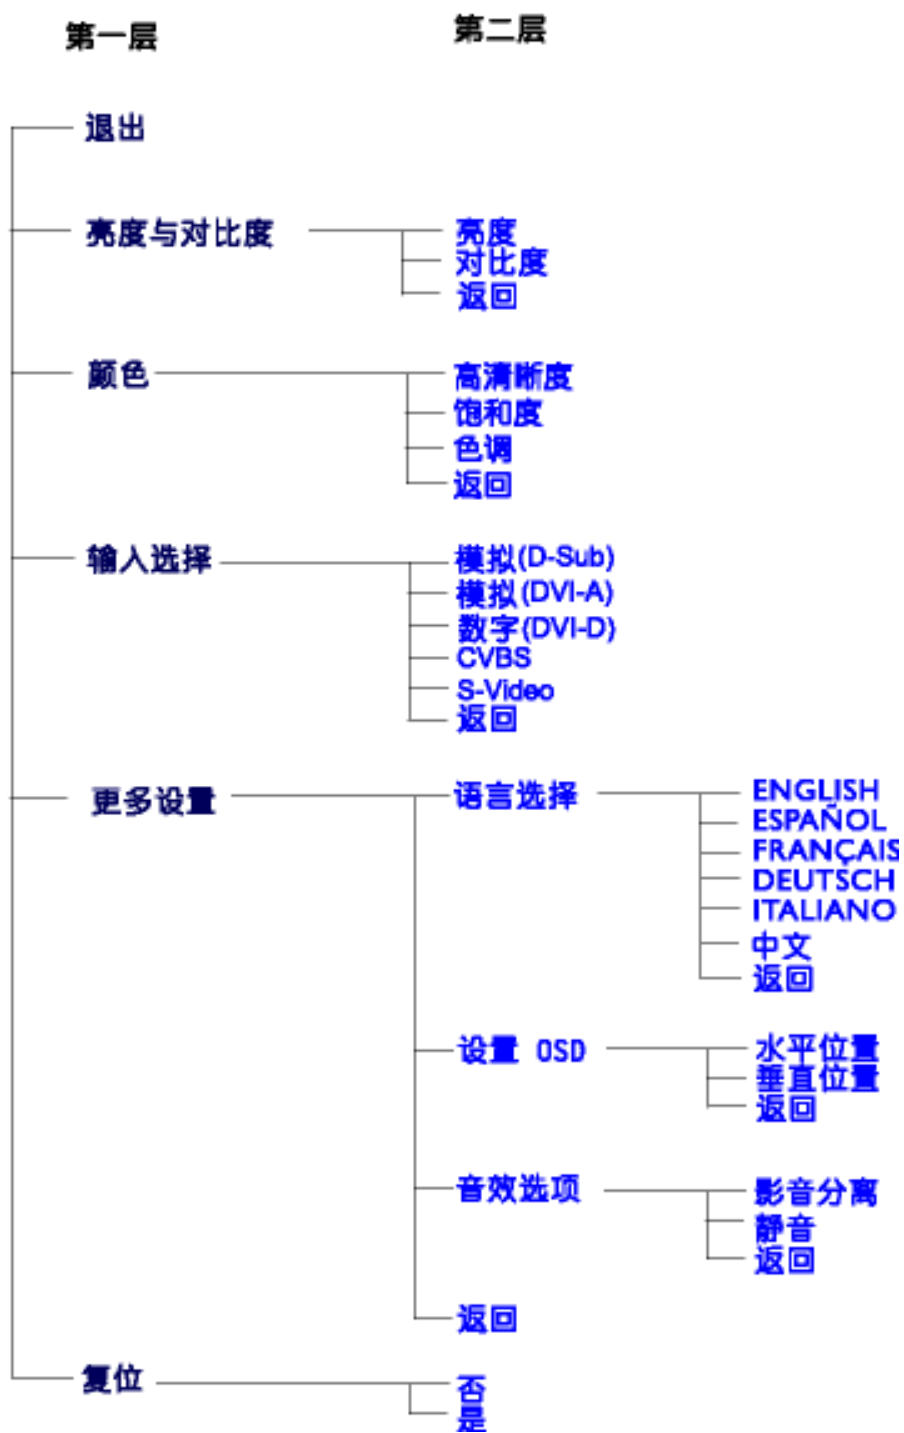 第一层 第二层
退出
亮度与对比度 亮度
对比度
返回
颜色 高清晰度
饱和度
色调
返回
输入选择 模拟(D-Sub)
模拟(DVI-A)
数字(DVI-D)
CVBS
S-Video
返回
更多设置 语言选择 ENGLISH
ESPAÑOL
FRANÇAIS
DEUTSCH
ITALIANO
中文
返回
设置 OSD 水平位置
垂直位置
返回
音效选项 影音分离
静音
返回
返回
复位 否
是